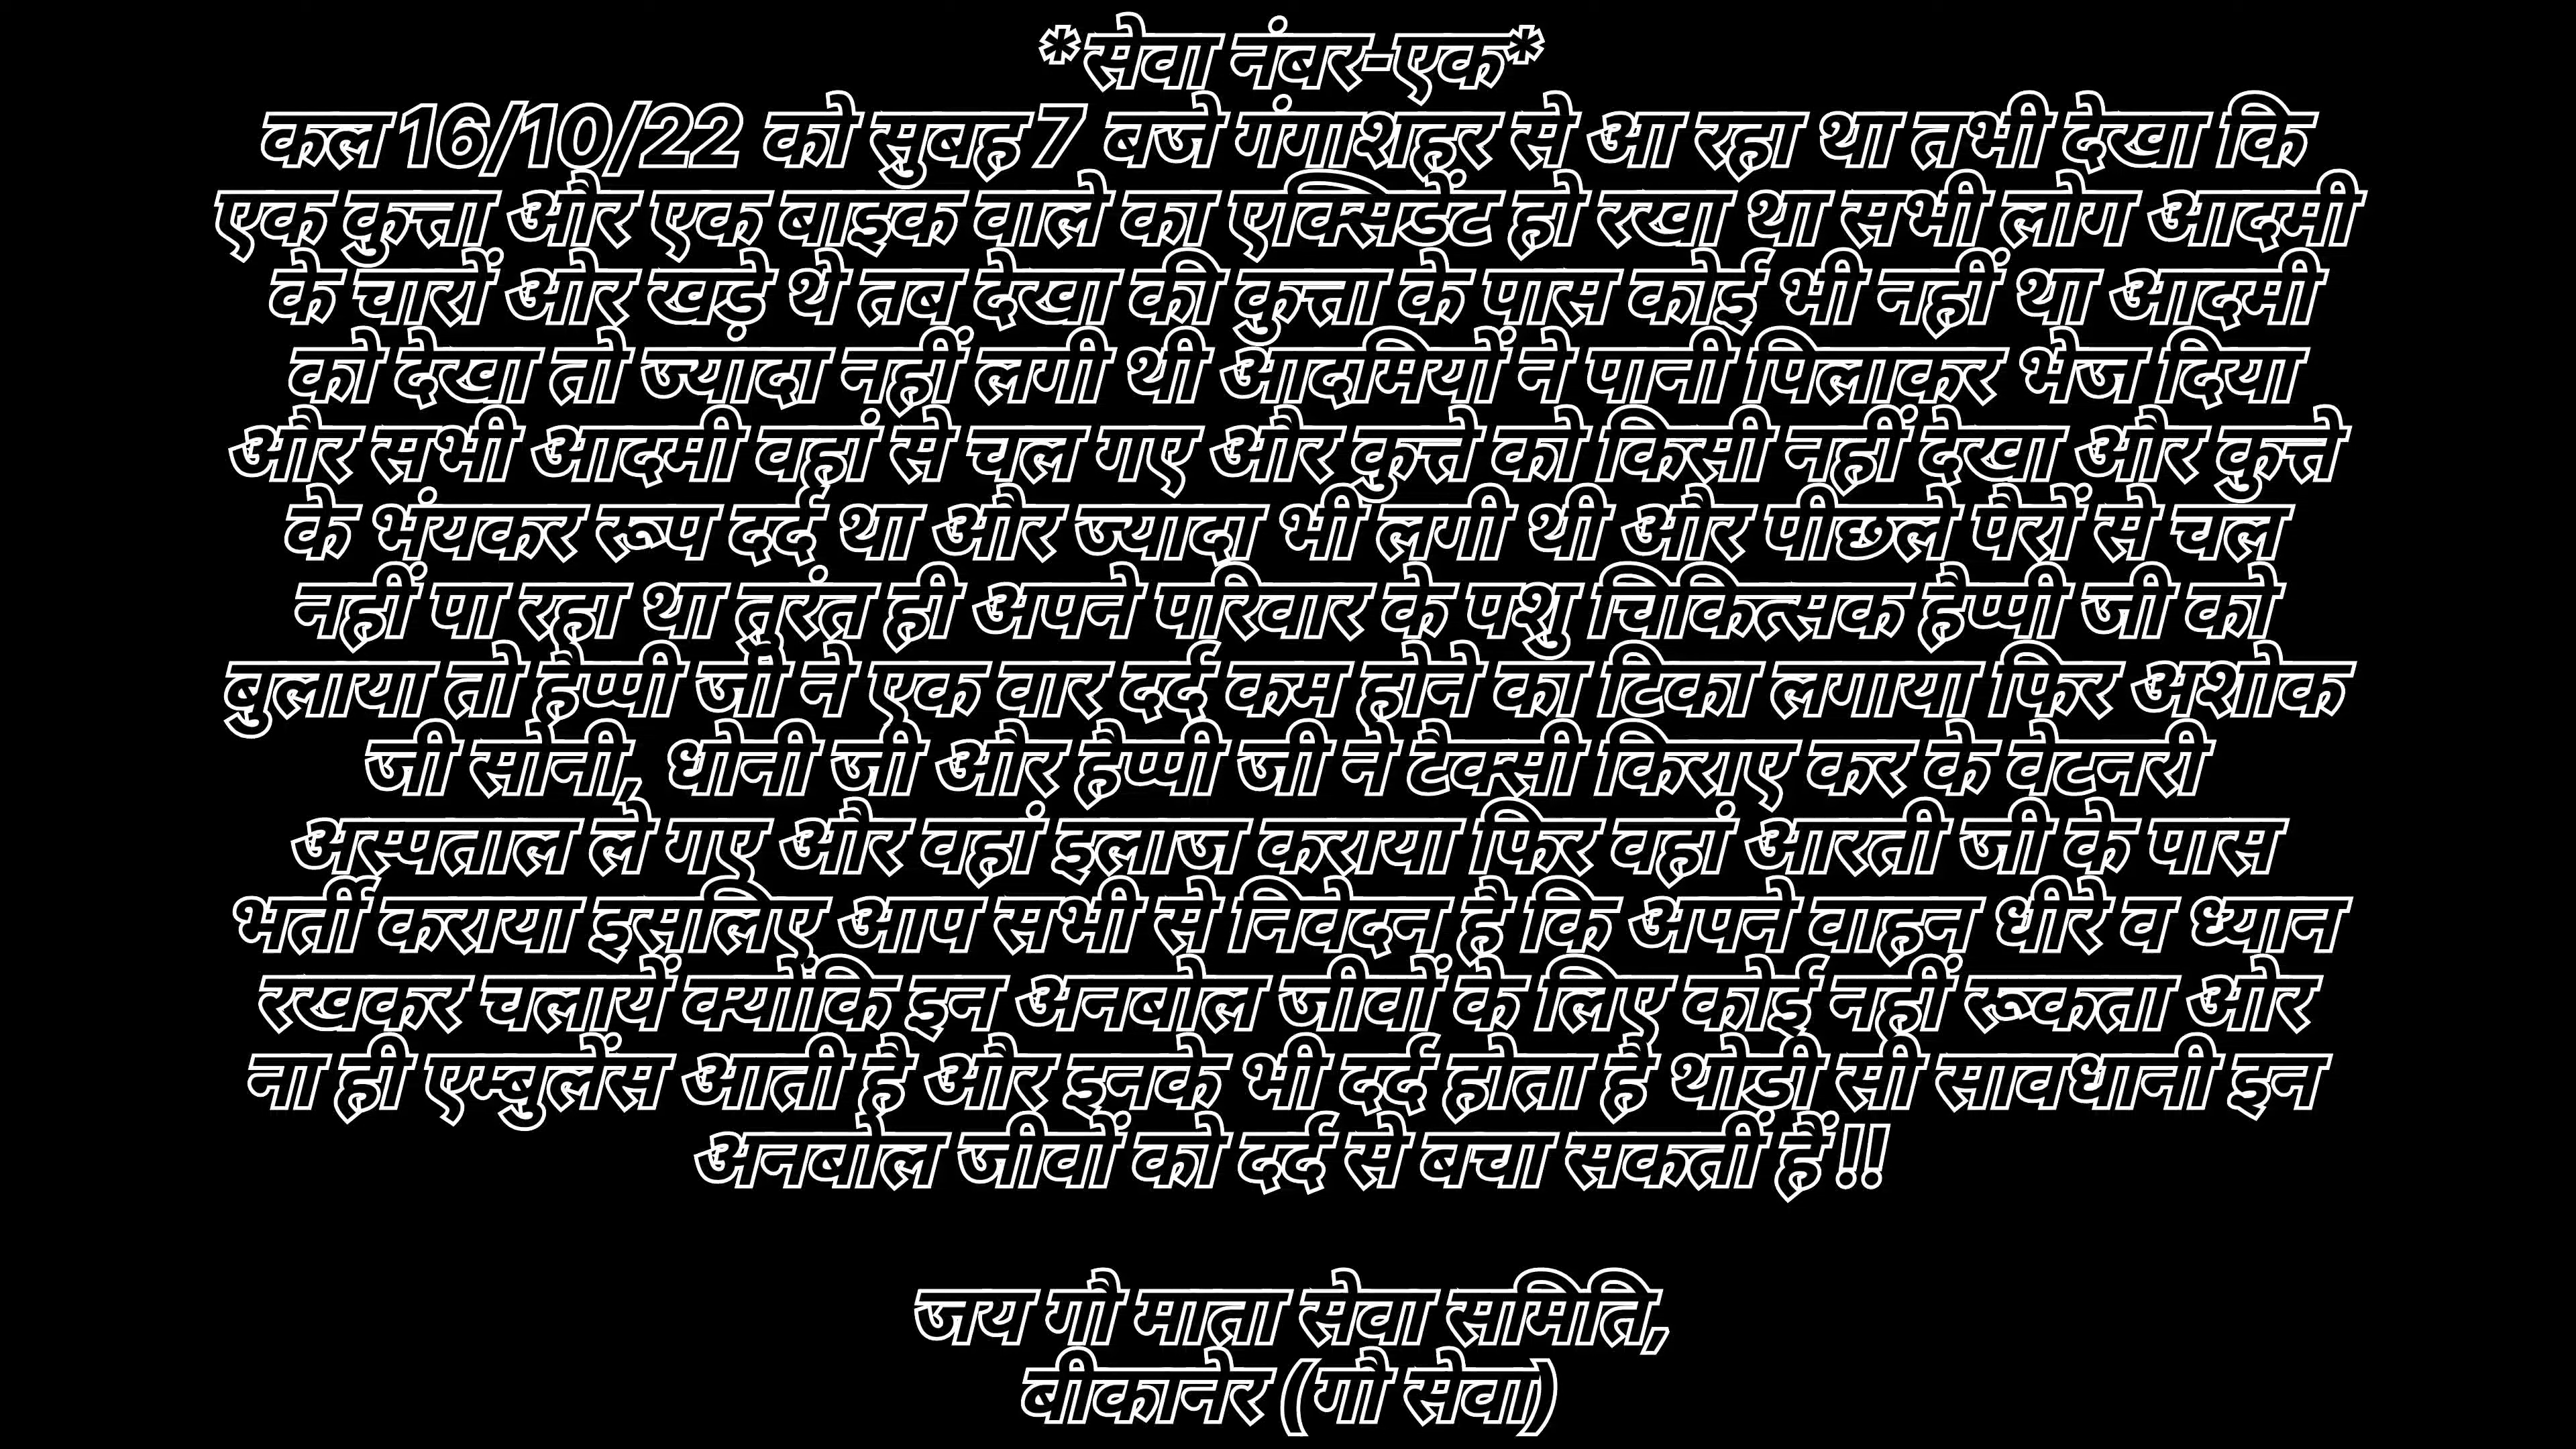 *सेवा नंबर-एक*
कल 16/10/22 को सुबह 7 बजे गंगाशहर से आ रहा था तभी देखा कि
एक कुत्ता और एक बाइक वाले का एक्सिडेंट हो रखा था सभी लोग आदमी
के चारों ओर खड़े थे तब देखा की कुत्ता के पास कोई भी नहीं था आदमी
को देखा तो ज्यादा नहीं लगी थी आदमियों ने पानी पिलाकर भेज दिया
और सभी आदमी वहां से चल गए और कुत्ते को किसी नहीं देखा और कुत्ते
के भंयकर रूप दर्द था और ज्यादा भी लगी थी और पीछले पैरों से चल
नहीं पा रहा था तुरंत ही अपने परिवार के पशु चिकित्सक हैप्पी जी को
बुलाया तो हैप्पी जी ने एक वार दर्द कम होने का टिका लगाया फिर अशोक
जी सोनी, धोनी जी और हैप्पी जी ने टैक्सी किराए कर के वेटनरी
अस्पताल ले गए और वहां इलाज कराया फिर वहां आरती जी के पास
भर्ती कराया इसलिए आप सभी से निवेदन है कि अपने वाहन धीरे व ध्यान
रखकर चलायें क्योंकि इन अनबोल जीवों के लिए कोई नहीं रूकता ओर
ना ही एम्बुलेंस आती है और इनके भी दर्द होता है थोड़ी सी सावधानी इन
अनबोल जीवों को दर्द से बचा सकतीं हैं !!
जय गौ माता सेवा समिति,
बीकानेर (गौ सेवा)